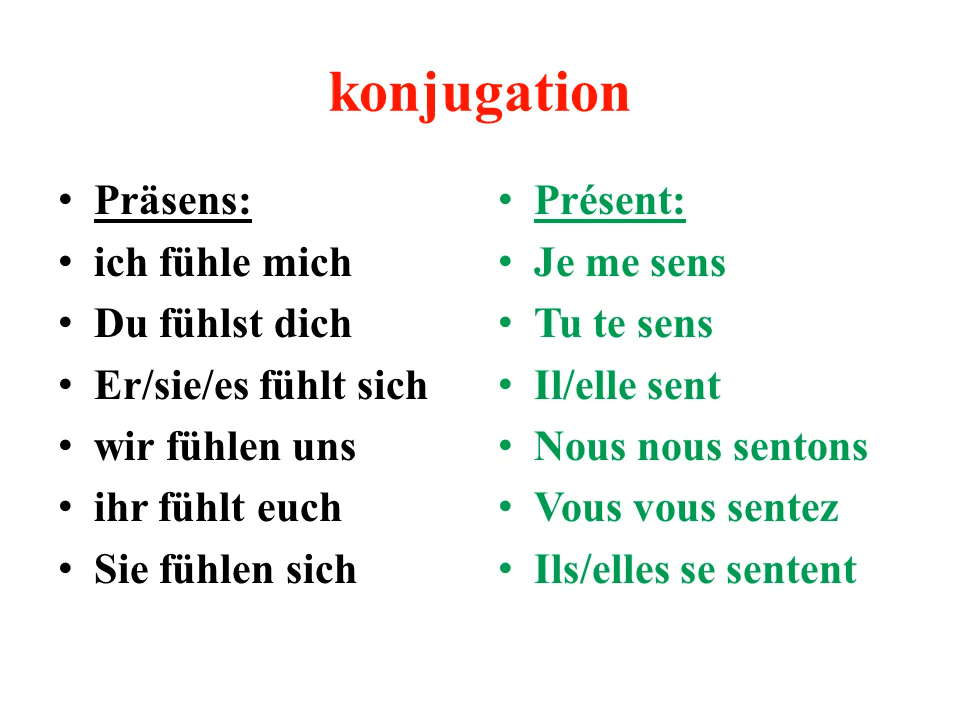 konjugation
• Präsens:
• ich fühle mich
• Du fühlst dich
• Er/sie/es fühlt sich
• wir fühlen uns
• ihr fühlt euch
• Sie fühlen sich
• Présent:
• Je me sens
• Tu te sens
• Il/elle sent
• Nous nous sentons
• Vous vous sentez
• Ils/elles se sentent